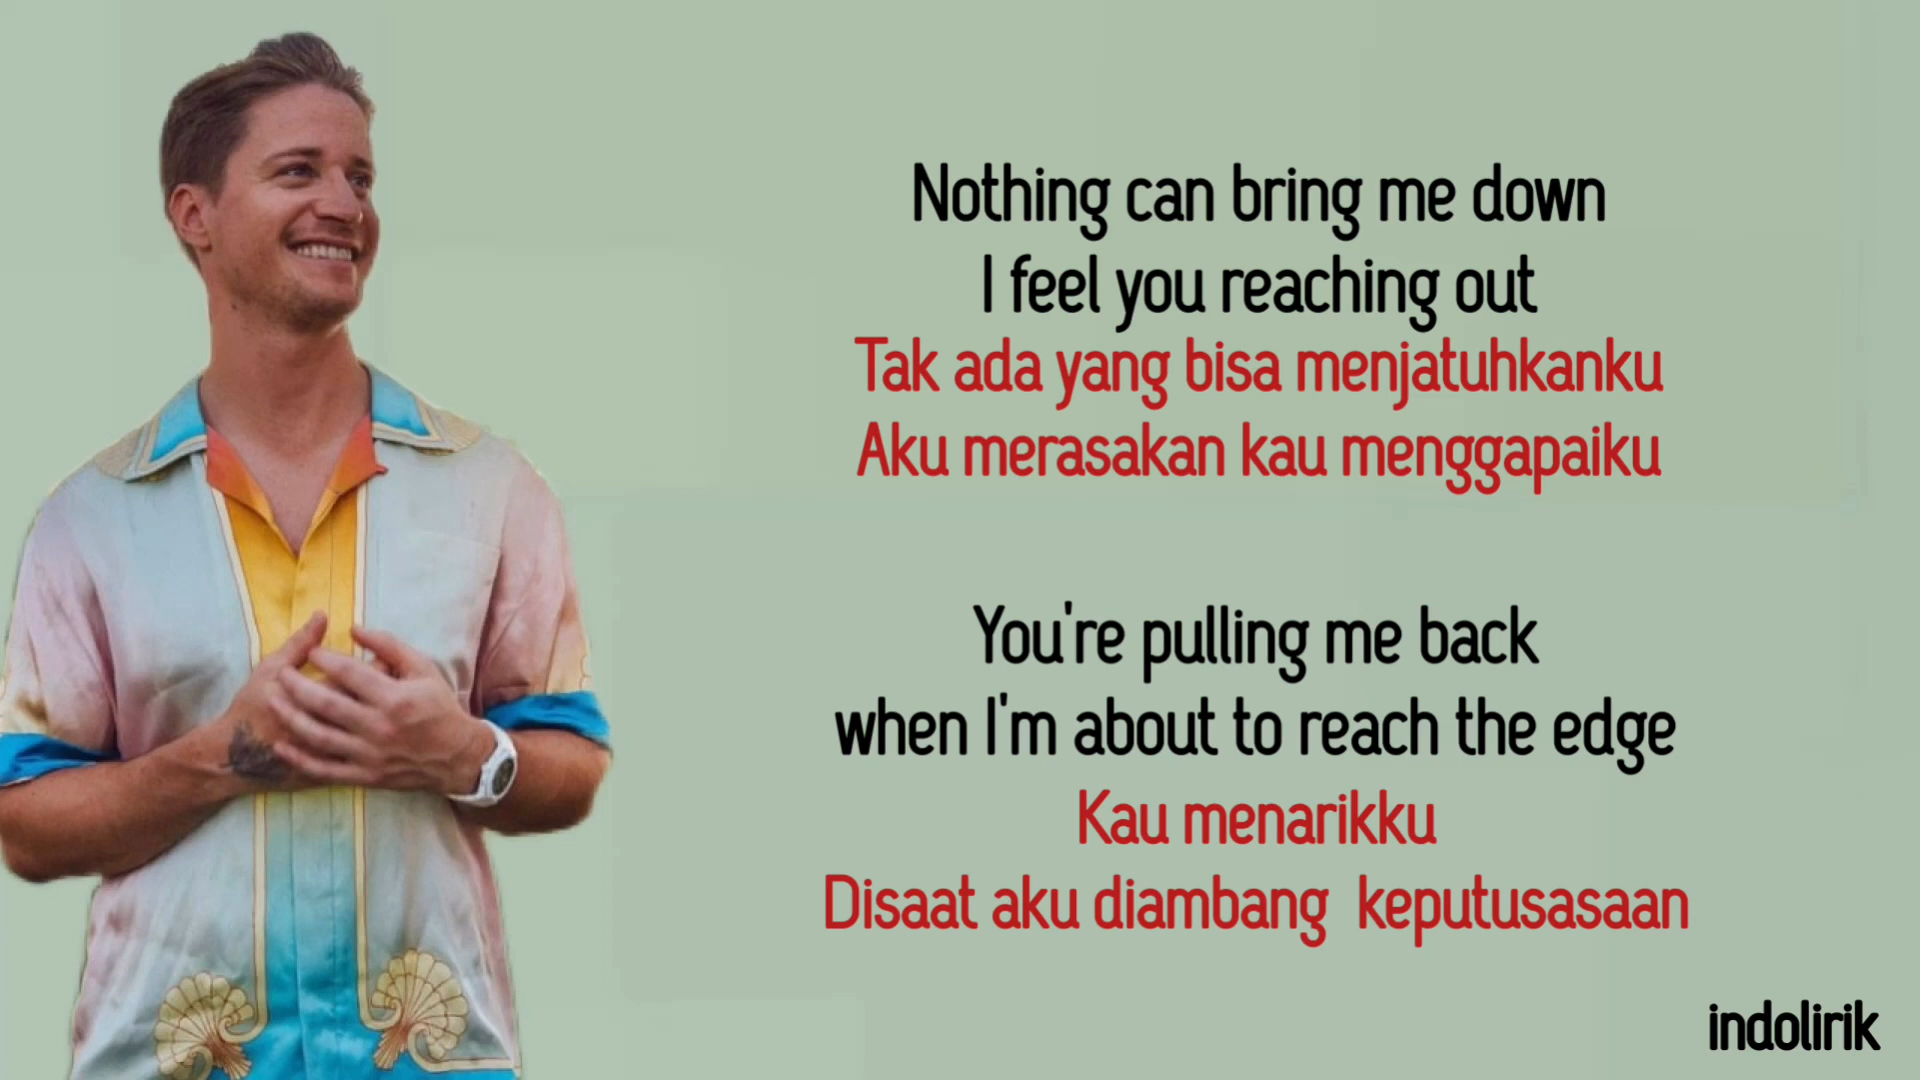 Nothing can bring me down
I feel you reaching out
Tak ada yang bisa menjatuhkanku
Aku merasakan kau menggapaiku
You're pulling me back
when I'm about to reach the edge
Kau menarikku
Disaat aku diambang keputusasaan
indolirik